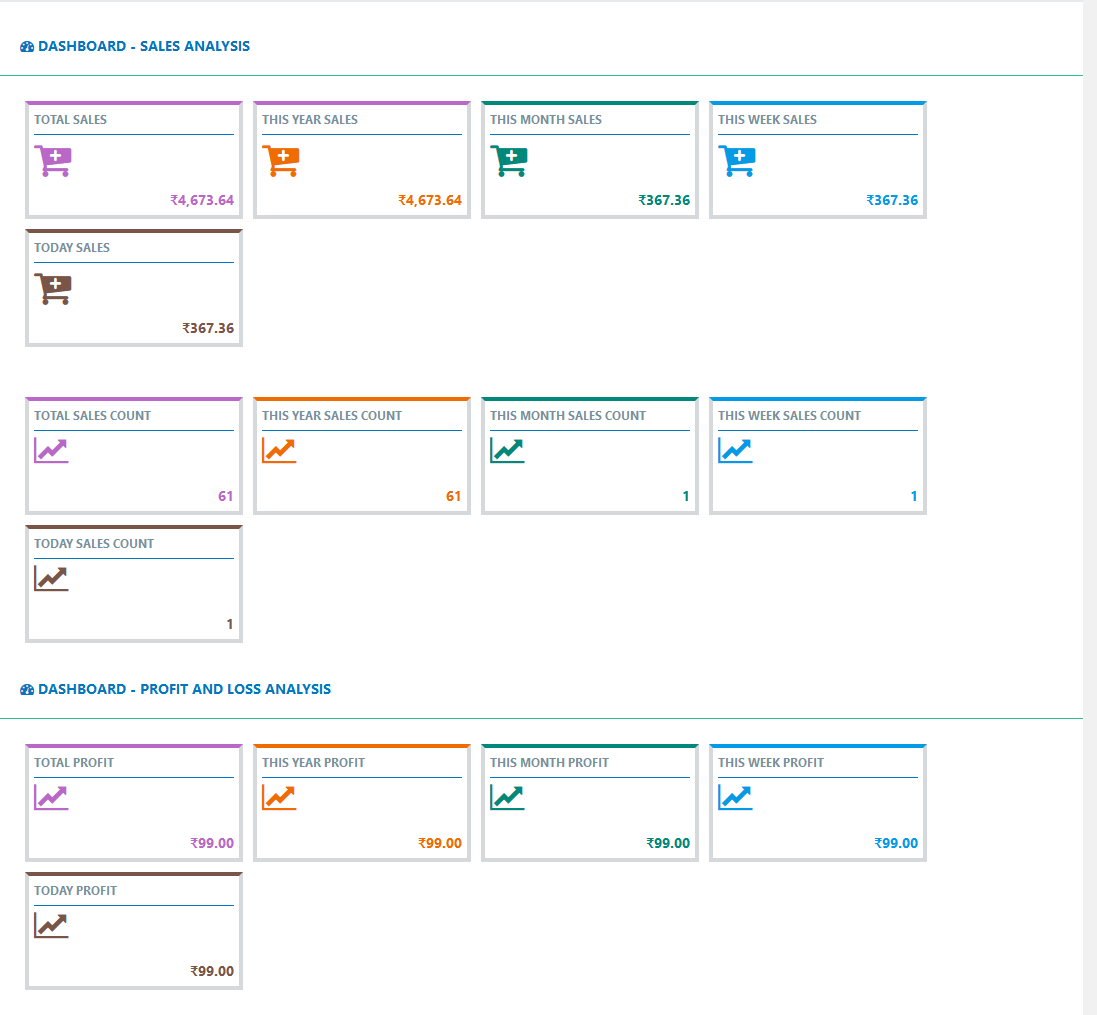 DASHBOARD - SALES ANALYSIS
TOTAL SALES
₹4,673.64
THIS YEAR SALES
₹4,673.64
THIS MONTH SALES
₹367.36
THIS WEEK SALES
₹367.36
TODAY SALES
₹367.36
TOTAL SALES COUNT
61
THIS YEAR SALES COUNT
61
THIS MONTH SALES COUNT
1
THIS WEEK SALES COUNT
1
TODAY SALES COUNT
1
DASHBOARD - PROFIT AND LOSS ANALYSIS
TOTAL PROFIT
₹99.00
THIS YEAR PROFIT
₹99.00
THIS MONTH PROFIT
₹99.00
THIS WEEK PROFIT
₹99.00
TODAY PROFIT
₹99.00